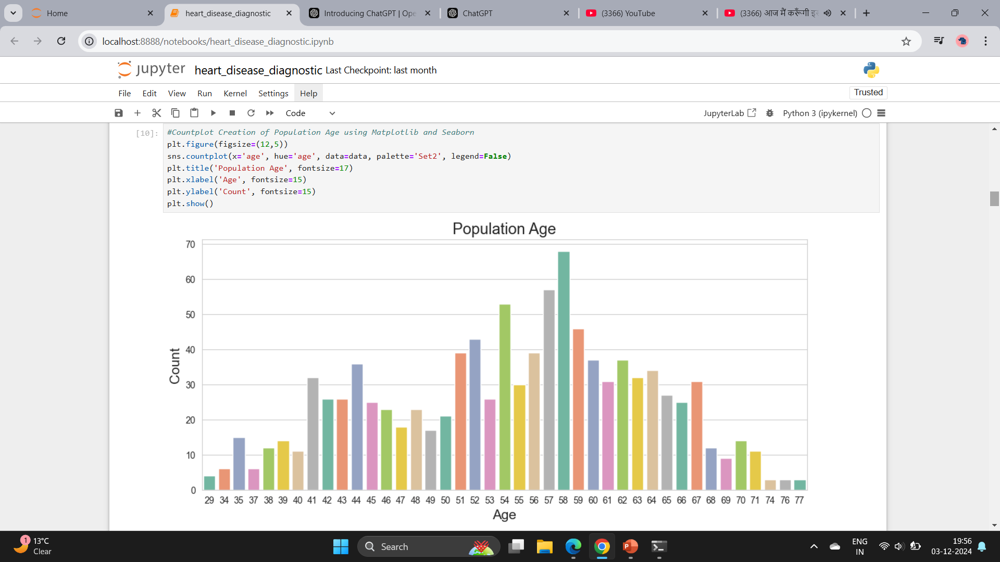 Home
heart_disease_diagnostic
Introducing ChatGPT | Ope
ChatGPT
(3366) YouTube
(3366) आज मैं करूँगी इस
localhost:8888/notebooks/heart_disease_diagnostic.ipynb
jupyter heart_disease_diagnostic Last Checkpoint: last month
File Edit View Run Kernel Settings Help
Trusted
Code
JupyterLab
Python 3 (ipykernel)
[10]:
#Countplot Creation of Population Age using Matplotlib and Seaborn
plt.figure(figsize=(12,5))
sns.countplot(x='age', hue='age', data=data, palette='Set2', legend=False)
plt.title('Population Age', fontsize=17)
plt.xlabel('Age', fontsize=15)
plt.ylabel('Count', fontsize=15)
plt.show()
Population Age
70
60
50
40
30
20
10
0
Count
29 34 35 37 38 39 40 41 42 43 44 45 46 47 48 49 50 51 52 53 54 55 56 57 58 59 60 61 62 63 64 65 66 67 68 69 70 71 74 76 77
Age
1
13°C
Clear
Search
P
ENG
IN
19:56
03-12-2024